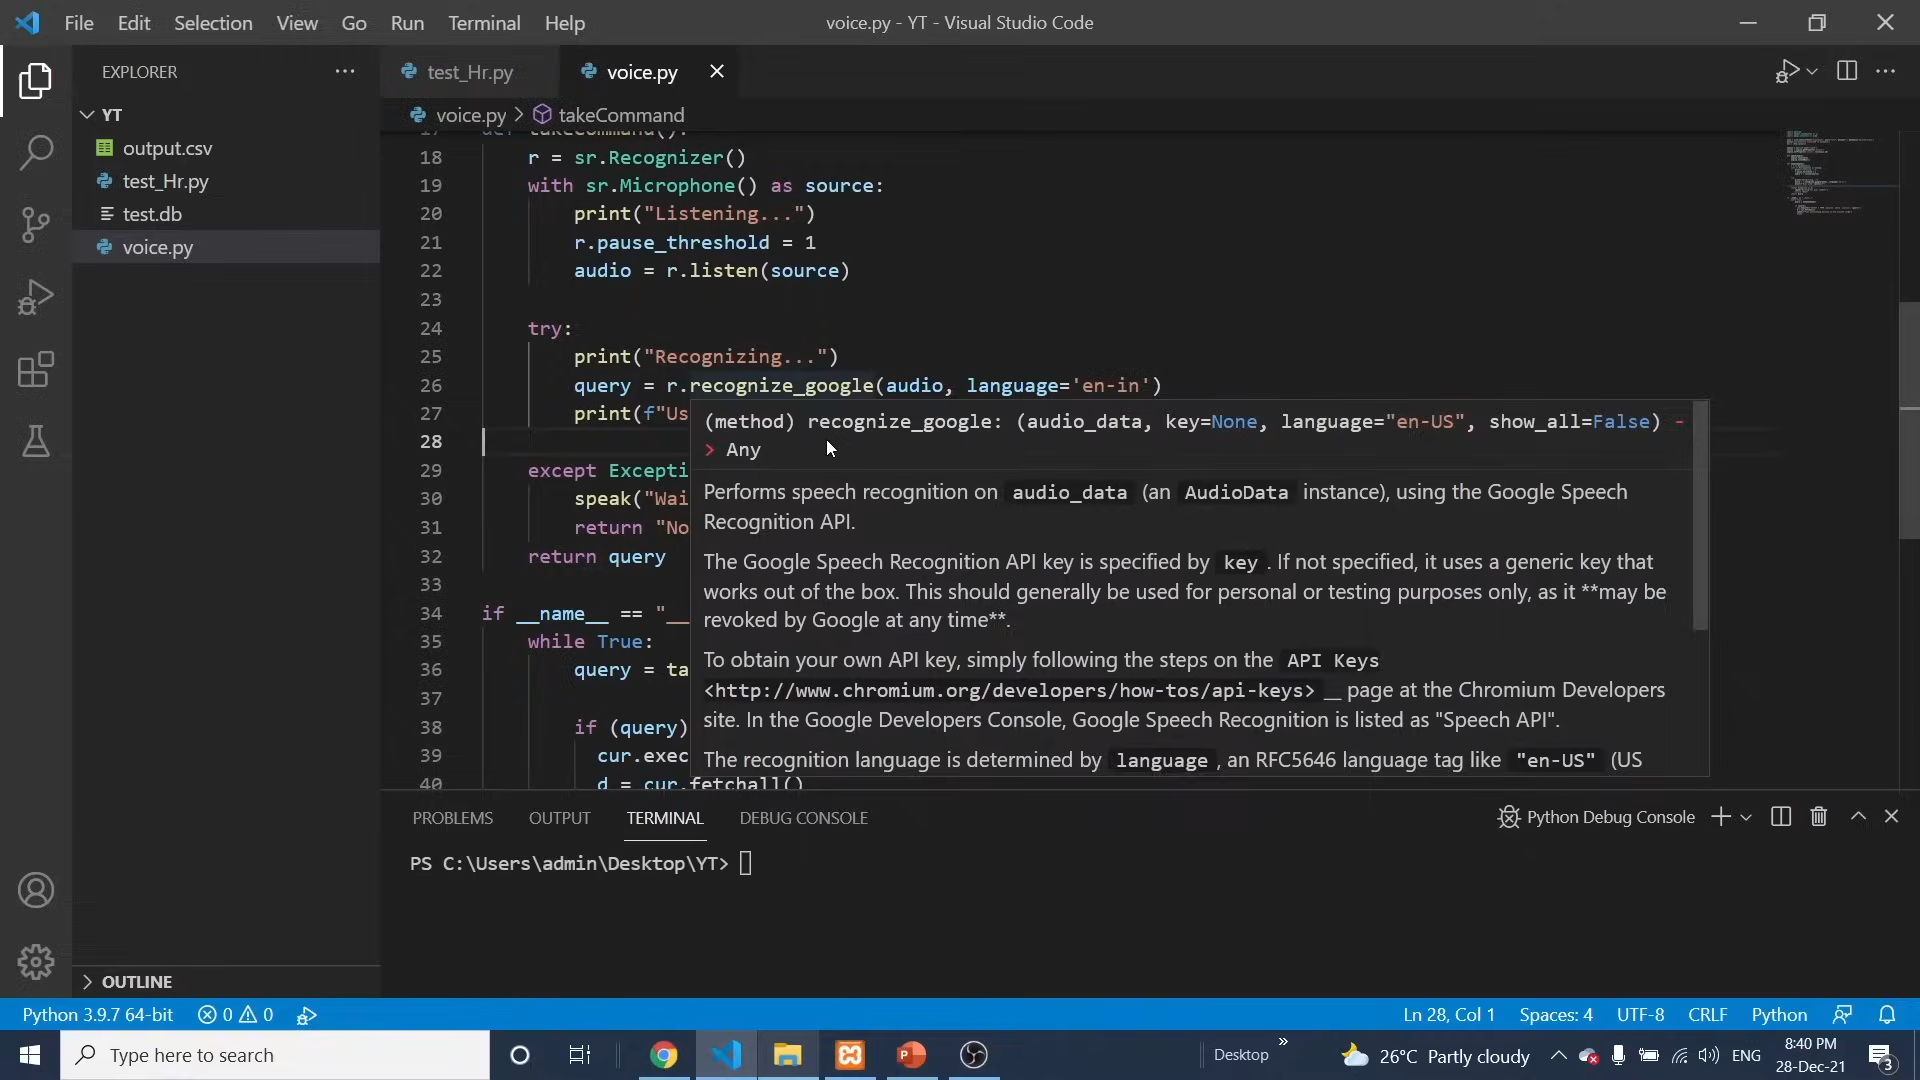 File Edit Selection View Go Run Terminal Help
voice.py - YT - Visual Studio Code
EXPLORER
YT
output.csv
test_Hr.py
test.db
voice.py
OUTLINE
test_Hr.py
voice.py
voice.py > takeCommand
17 def takeCommand():
18 r = sr.Recognizer()
19 with sr.Microphone() as source:
20 print("Listening...")
21 r.pause_threshold = 1
22 audio = r.listen(source)
23
24 try:
25 print("Recognizing...")
26 query = r.recognize_google(audio, language='en-in')
27 print(f"Us
28
29 except Excepti
30 speak("Wai
31 return "No
32 return query
33
34 if __name__ == "__
35 while True:
36 query = ta
37
38 if (query)
39 cur.exec
40 d = cur.fetchall()
(method) recognize_google: (audio_data, key=None, language="en-US", show_all=False) -
> Any
Performs speech recognition on audio_data (an AudioData instance), using the Google Speech
Recognition API.
The Google Speech Recognition API key is specified by key . If not specified, it uses a generic key that
works out of the box. This should generally be used for personal or testing purposes only, as it **may be
revoked by Google at any time**.
To obtain your own API key, simply following the steps on the API Keys
<http://www.chromium.org/developers/how-tos/api-keys> __ page at the Chromium Developers
site. In the Google Developers Console, Google Speech Recognition is listed as "Speech API".
The recognition language is determined by language , an RFC5646 language tag like "en-US" (US
PROBLEMS OUTPUT TERMINAL DEBUG CONSOLE
Python Debug Console
PS C:\Users\admin\Desktop\YT>
Python 3.9.7 64-bit 0 0
Ln 28, Col 1 Spaces: 4 UTF-8 CRLF Python
Type here to search
Desktop »
26°C Partly cloudy
ENG
8:40 PM
28-Dec-21
3